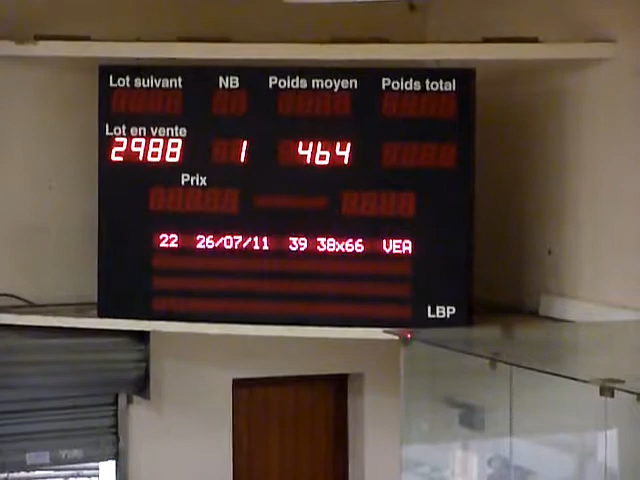 Lot suivant NB Poids moyen Poids total
Lot en vente
2988 1 464
Prix
22 26/07/11 39 38x66 VEA
LBP